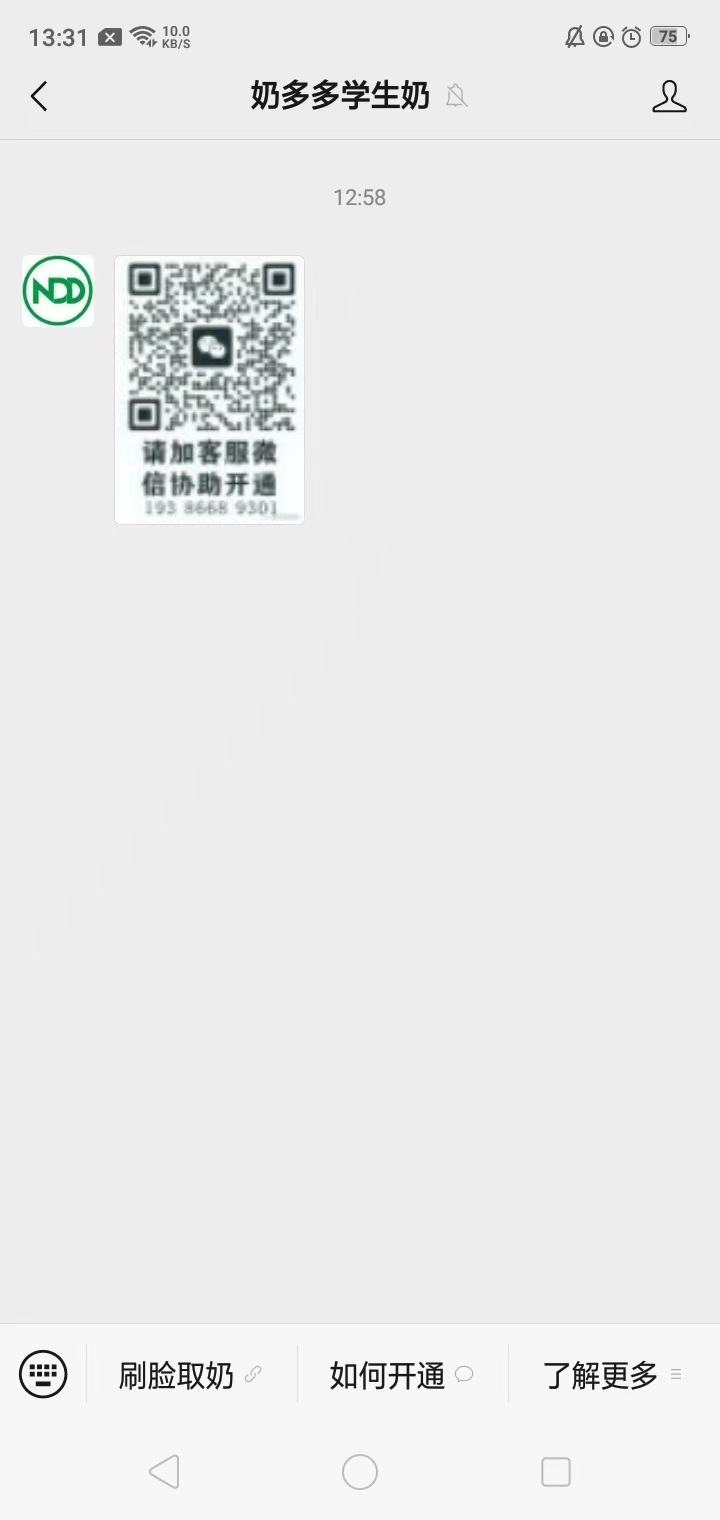 13:31
10.0
KB/S
75
奶多多学生奶
12:58
NDD
请加客服微
信协助开通
193 8668 9301
刷脸取奶
如何开通
了解更多